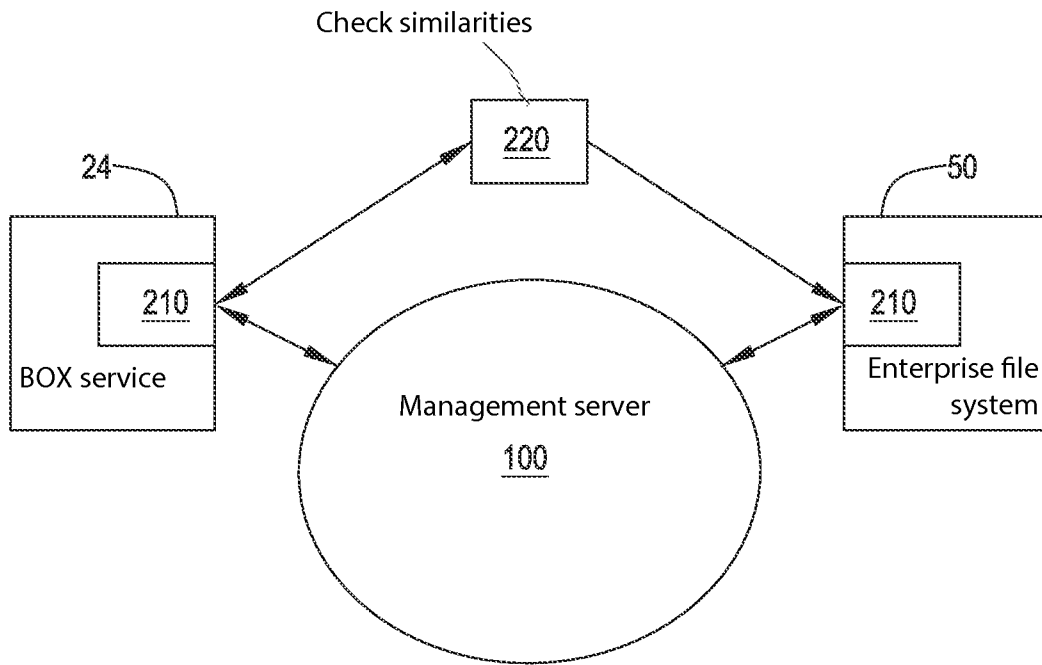 Check similarities
220
24
50
210
210
BOX service
Enterprise file
system
Management server
100